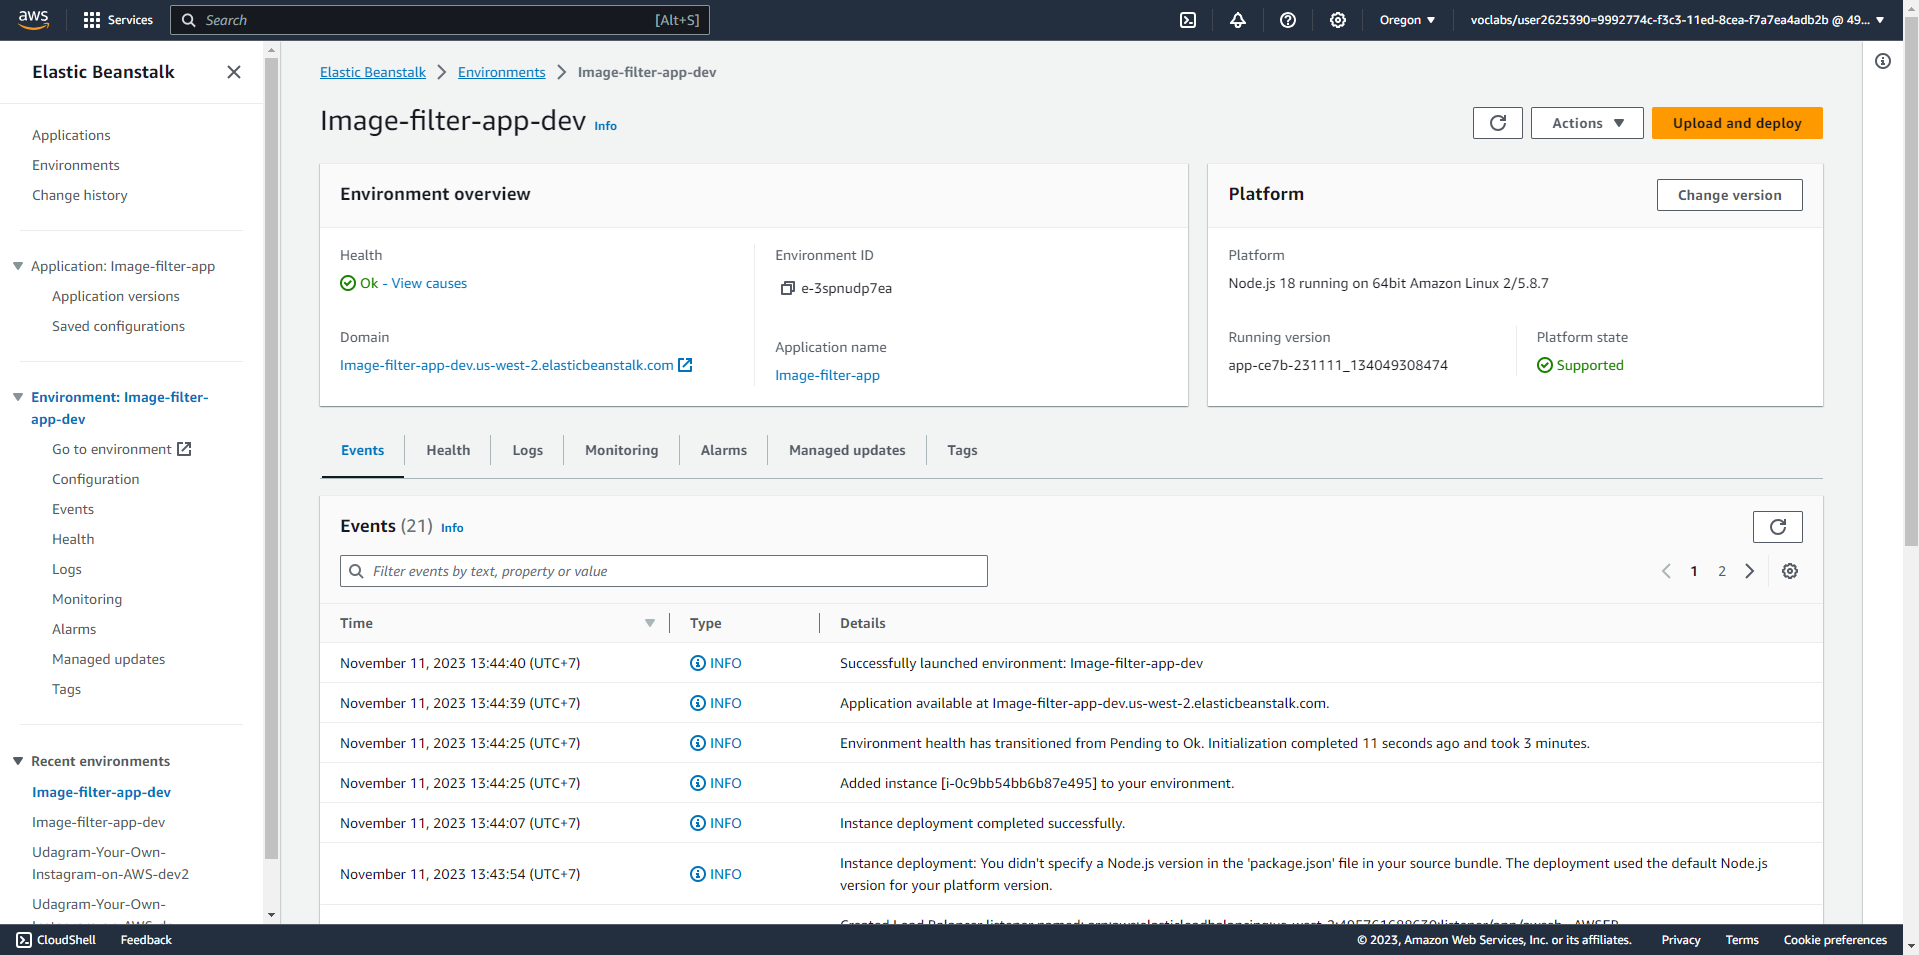 aws
Services
Search
[Alt+S]
Oregon
voclabs/user2625390=9992774c-f3c3-11ed-8cea-f7a7ea4adb2b @ 49...
Elastic Beanstalk
Applications
Environments
Change history
Application: Image-filter-app
Application versions
Saved configurations
Environment: Image-filter-
app-dev
Go to environment
Configuration
Events
Health
Logs
Monitoring
Alarms
Managed updates
Tags
Recent environments
Image-filter-app-dev
Image-filter-app-dev
Udagram-Your-Own-
Instagram-on-AWS-dev2
Udagram-Your-Own-
Elastic Beanstalk
Environments
Image-filter-app-dev
Image-filter-app-dev Info
Actions
Upload and deploy
Environment overview
Health
Ok - View causes
Domain
Image-filter-app-dev.us-west-2.elasticbeanstalk.com
Environment ID
e-3spnudp7ea
Application name
Image-filter-app
Platform
Change version
Platform
Node.js 18 running on 64bit Amazon Linux 2/5.8.7
Running version
app-ce7b-231111_134049308474
Platform state
Supported
Events
Health
Logs
Monitoring
Alarms
Managed updates
Tags
Events (21) Info
Filter events by text, property or value
1
2
Time
Type
Details
November 11, 2023 13:44:40 (UTC+7) INFO Successfully launched environment: Image-filter-app-dev
November 11, 2023 13:44:39 (UTC+7) INFO Application available at Image-filter-app-dev.us-west-2.elasticbeanstalk.com.
November 11, 2023 13:44:25 (UTC+7) INFO Environment health has transitioned from Pending to Ok. Initialization completed 11 seconds ago and took 3 minutes.
November 11, 2023 13:44:25 (UTC+7) INFO Added instance [i-0c9bb54bb6b87e495] to your environment.
November 11, 2023 13:44:07 (UTC+7) INFO Instance deployment completed successfully.
November 11, 2023 13:43:54 (UTC+7) INFO Instance deployment: You didn't specify a Node.js version in the 'package.json' file in your source bundle. The deployment used the default Node.js
version for your platform version.
CloudShell
Feedback
© 2023, Amazon Web Services, Inc. or its affiliates.
Privacy
Terms
Cookie preferences